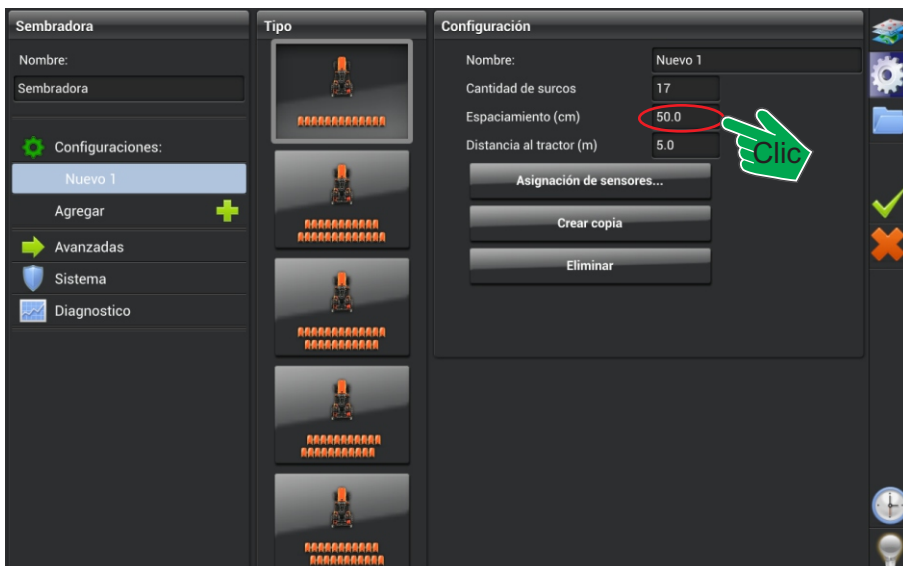 Sembradora
Nombre:
Sembradora
Configuraciones:
Nuevo 1
Agregar
Avanzadas
Sistema
Diagnostico
Tipo
Configuración
Nombre: Nuevo 1
Cantidad de surcos 17
Espaciamiento (cm) 50.0
Distancia al tractor (m) 5.0
Clic
Asignación de sensores...
Crear copia
Eliminar